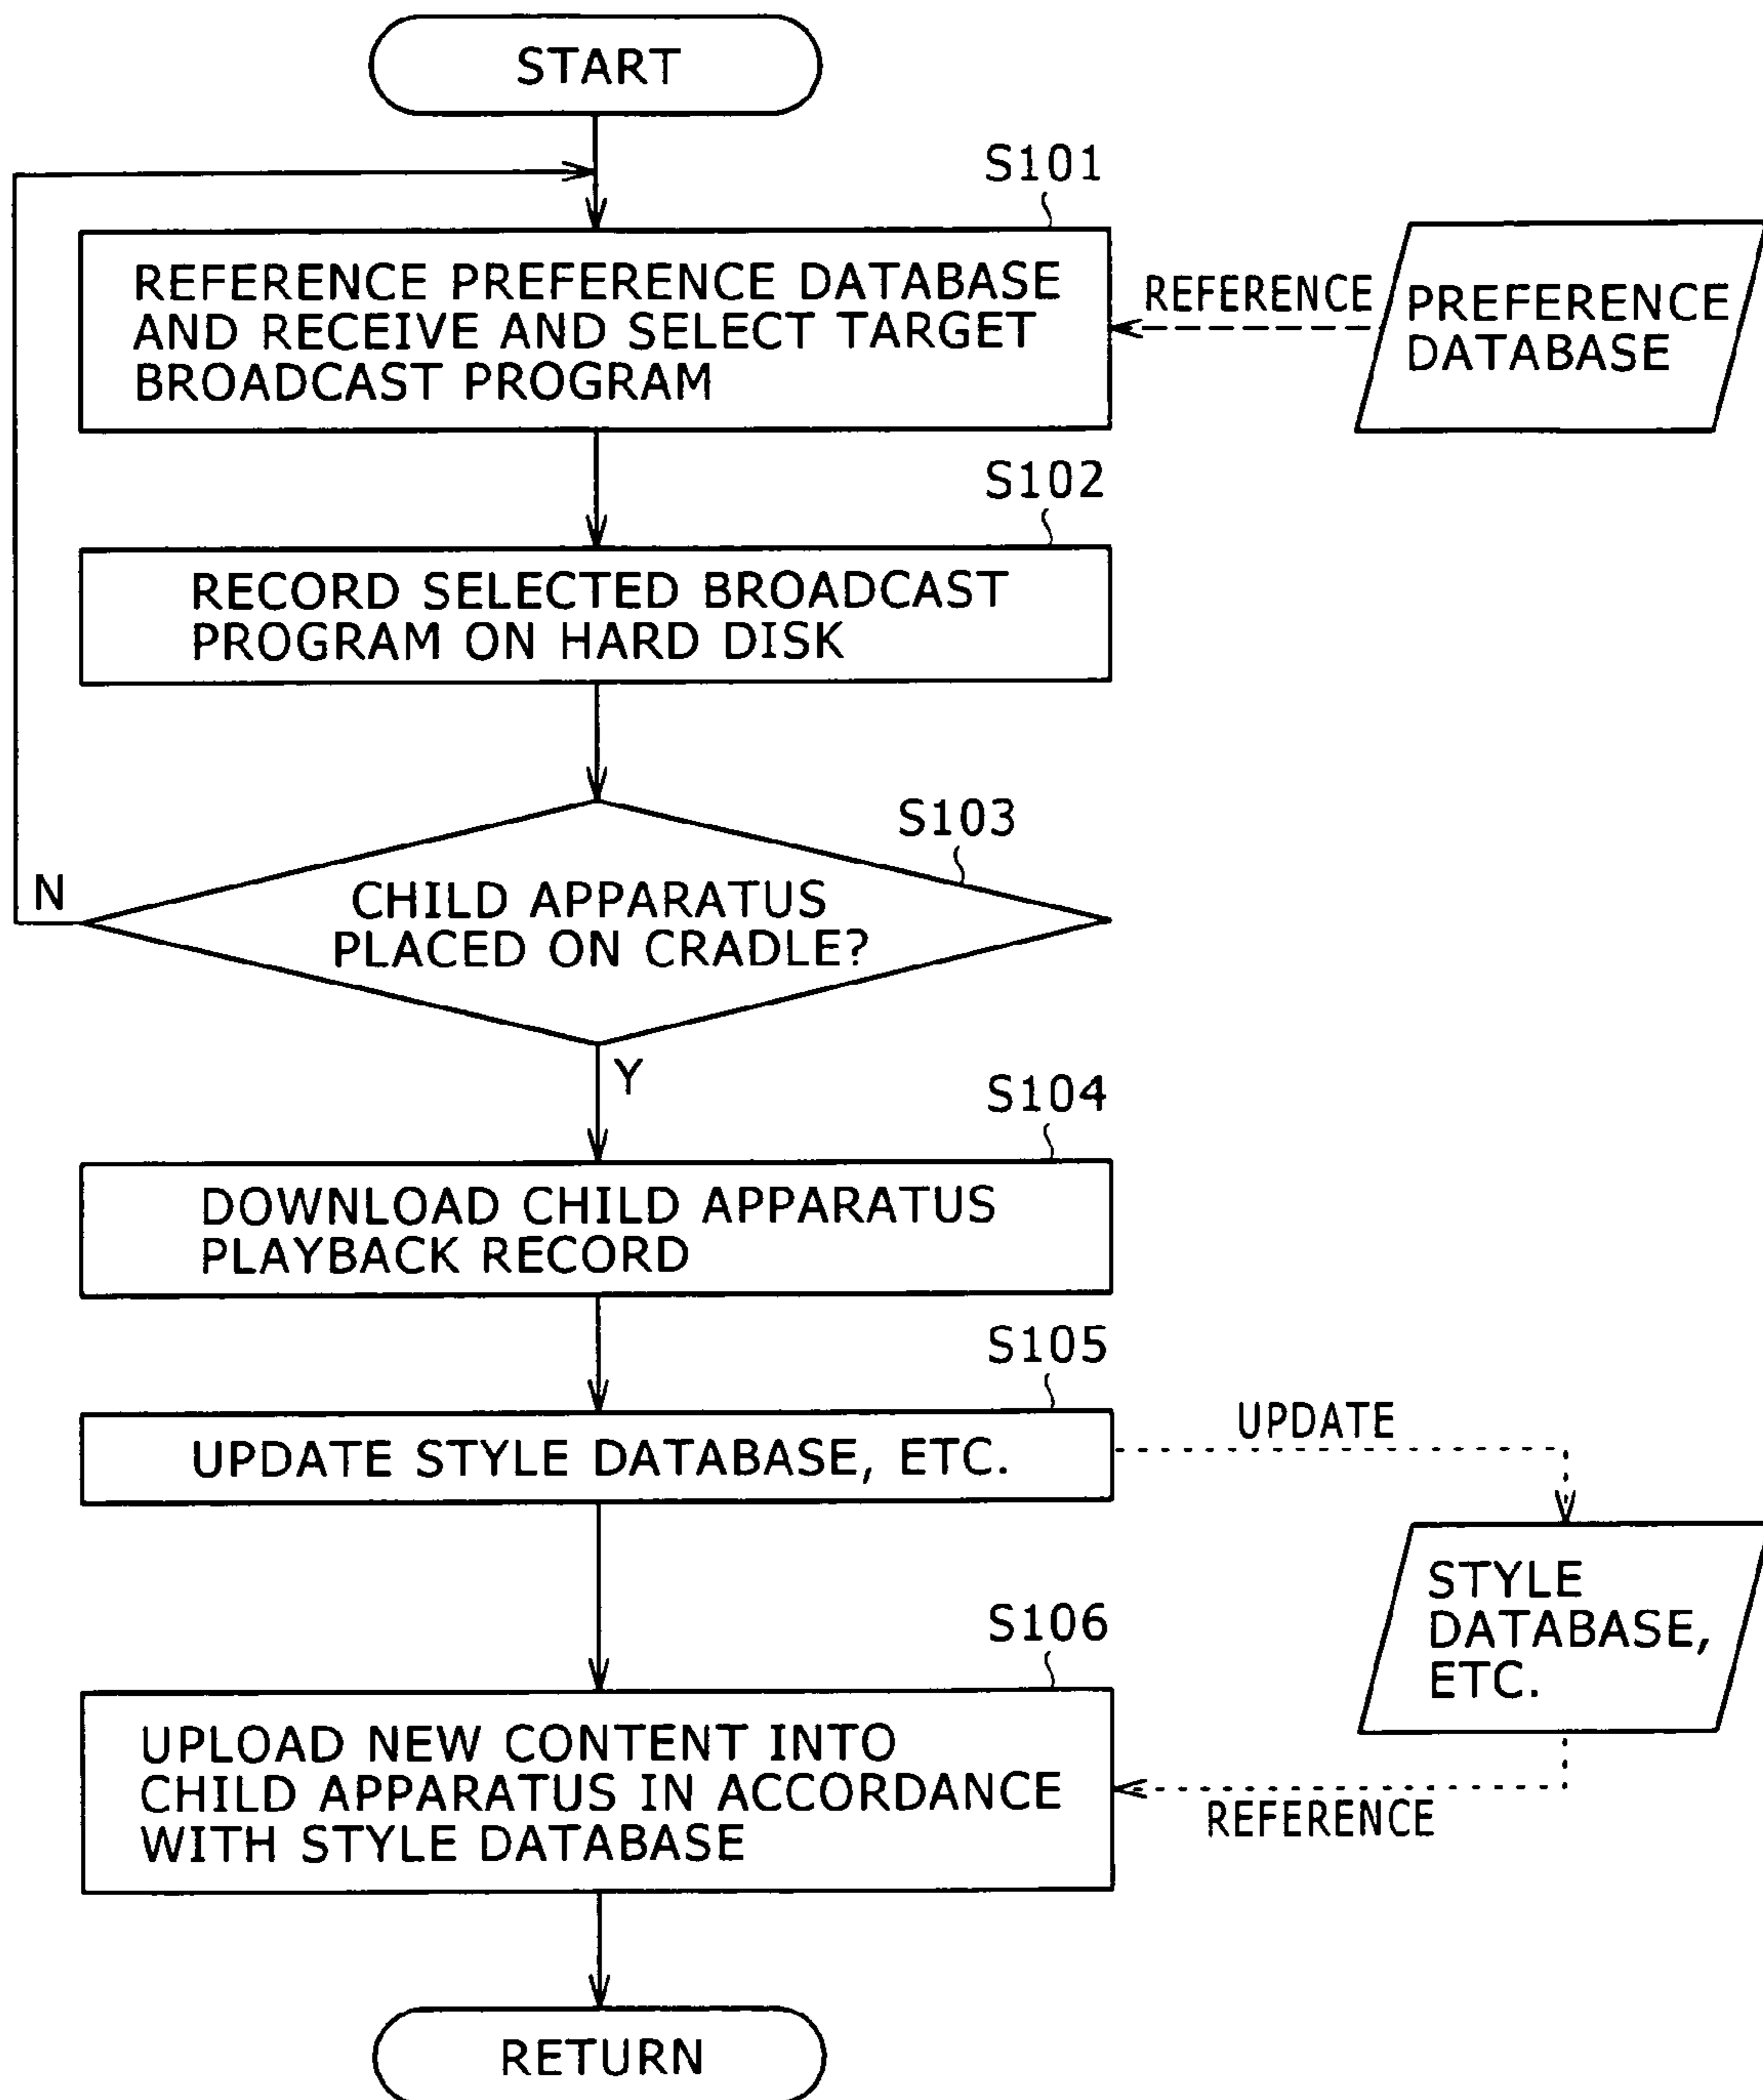 START
S101
REFERENCE PREFERENCE DATABASE
AND RECEIVE AND SELECT TARGET
BROADCAST PROGRAM
REFERENCE
PREFERENCE
DATABASE
S102
RECORD SELECTED BROADCAST
PROGRAM ON HARD DISK
S103
N
CHILD APPARATUS
PLACED ON CRADLE?
Y
S104
DOWNLOAD CHILD APPARATUS
PLAYBACK RECORD
S105
UPDATE STYLE DATABASE, ETC.
UPDATE
STYLE
DATABASE,
ETC.
S106
UPLOAD NEW CONTENT INTO
CHILD APPARATUS IN ACCORDANCE
WITH STYLE DATABASE
REFERENCE
RETURN